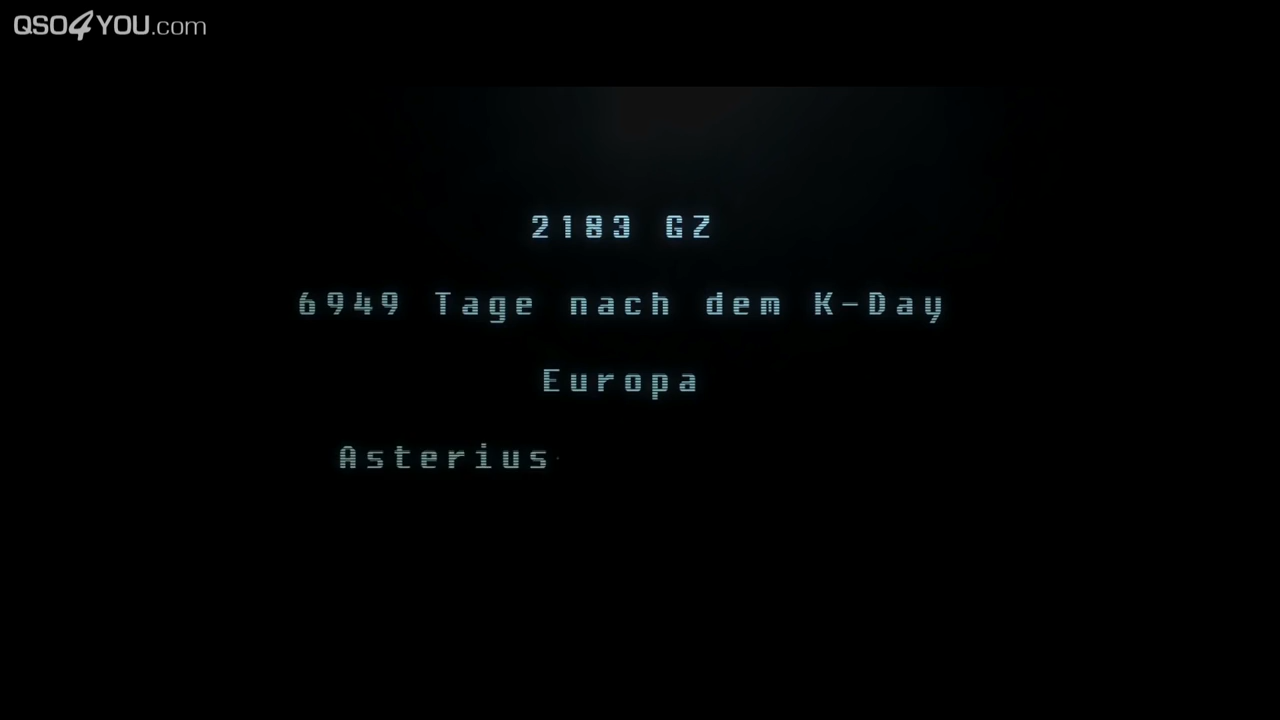 QSO4YOU.com
2183 GZ
6949 Tage nach dem K-Day
Europa
Asterius